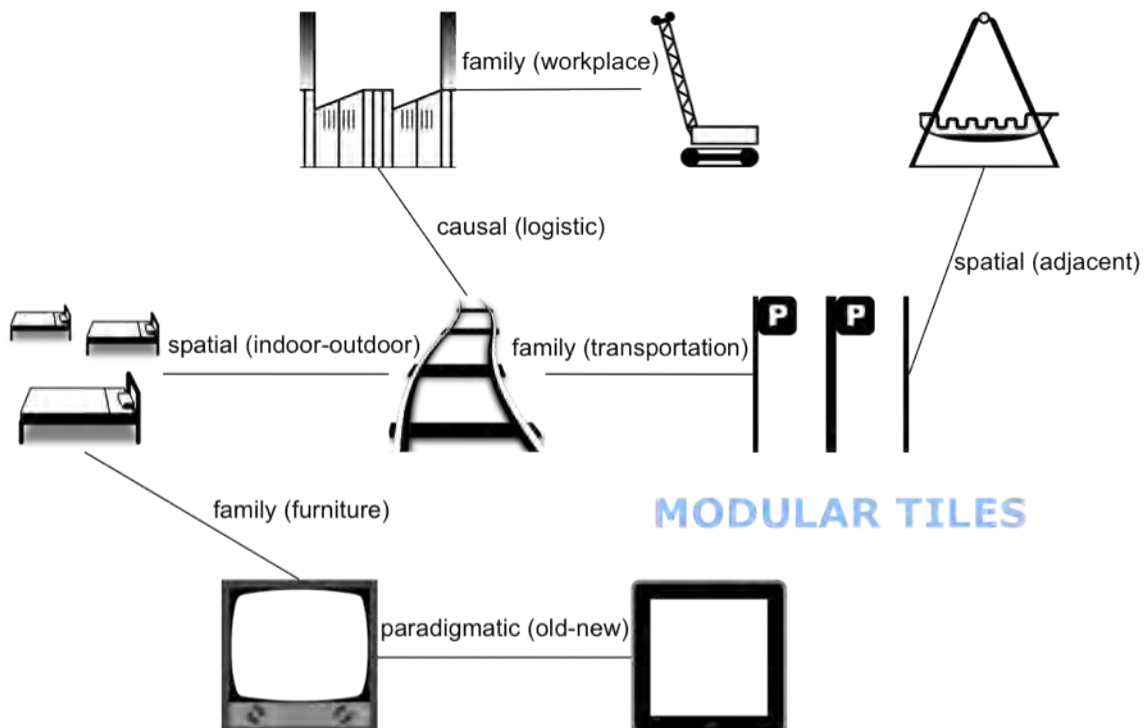 family (workplace)
causal (logistic)
spatial (adjacent)
P
P
spatial (indoor-outdoor)
family (transportation)
family (furniture)
MODULAR TILES
paradigmatic (old-new)